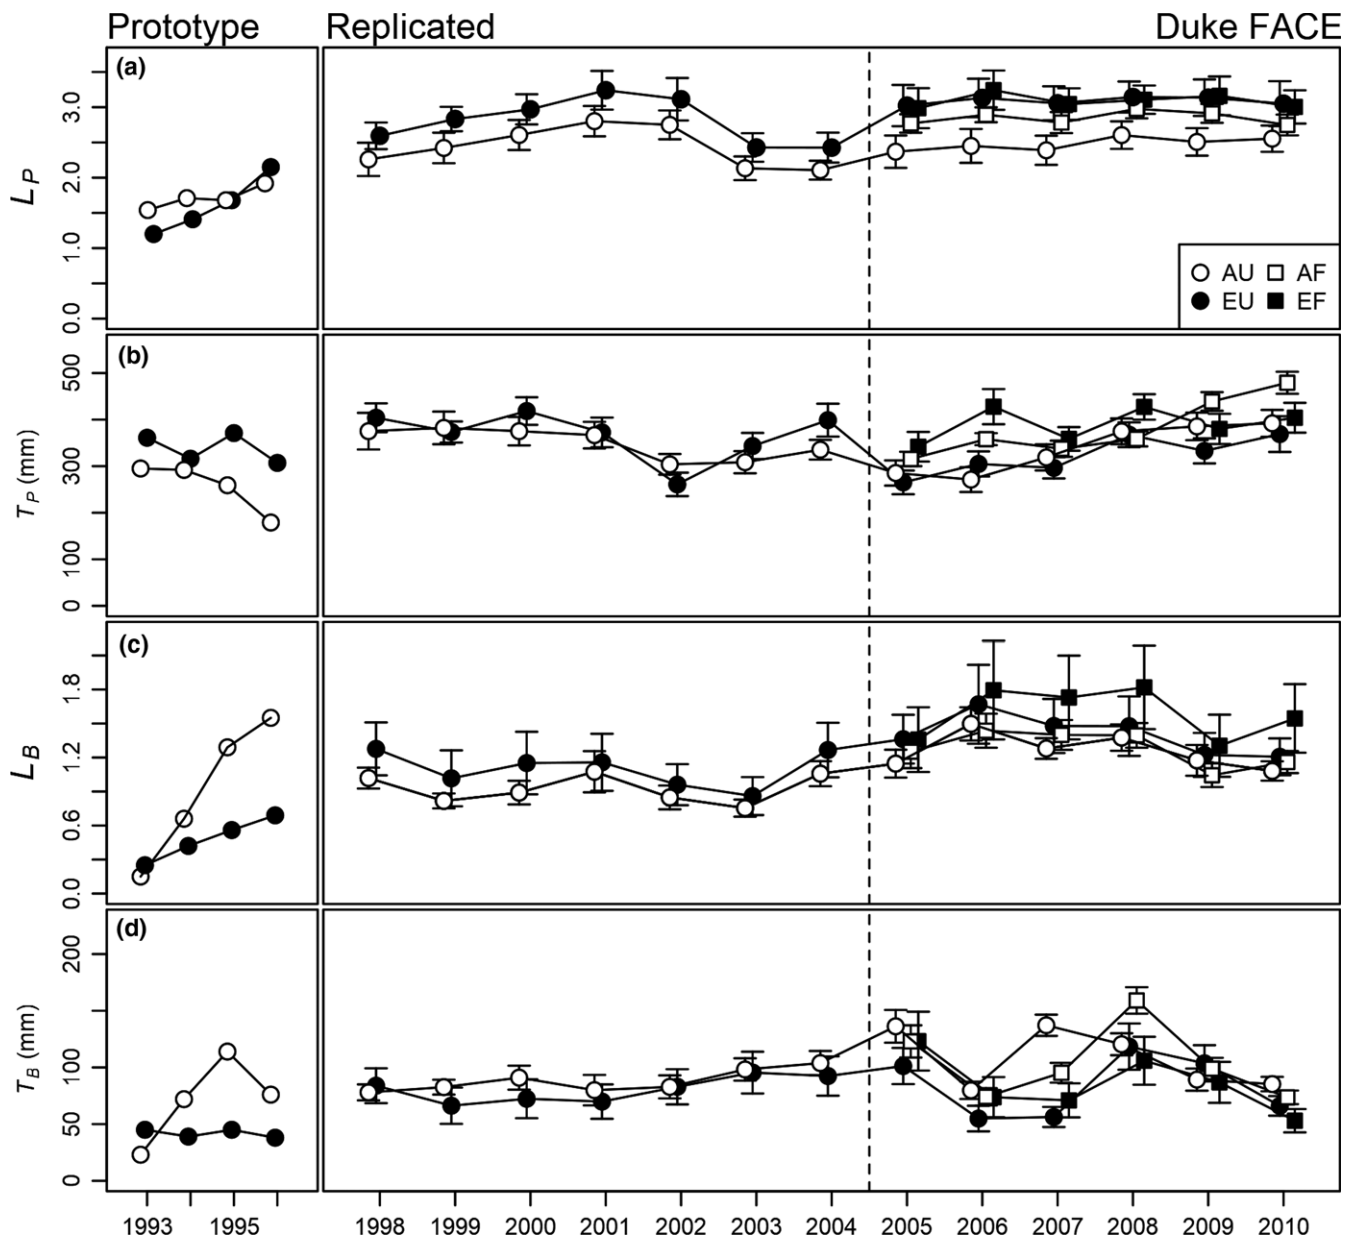 Prototype Replicated Duke FACE
(a)
L_P
3.0
2.0
1.0
0.0
AU AF
EU EF
(b)
T_P (mm)
500
300
100
0
(c)
L_B
1.8
1.2
0.6
0.0
(d)
T_B (mm)
200
100
50
0
1993 1995 1998 1999 2000 2001 2002 2003 2004 2005 2006 2007 2008 2009 2010